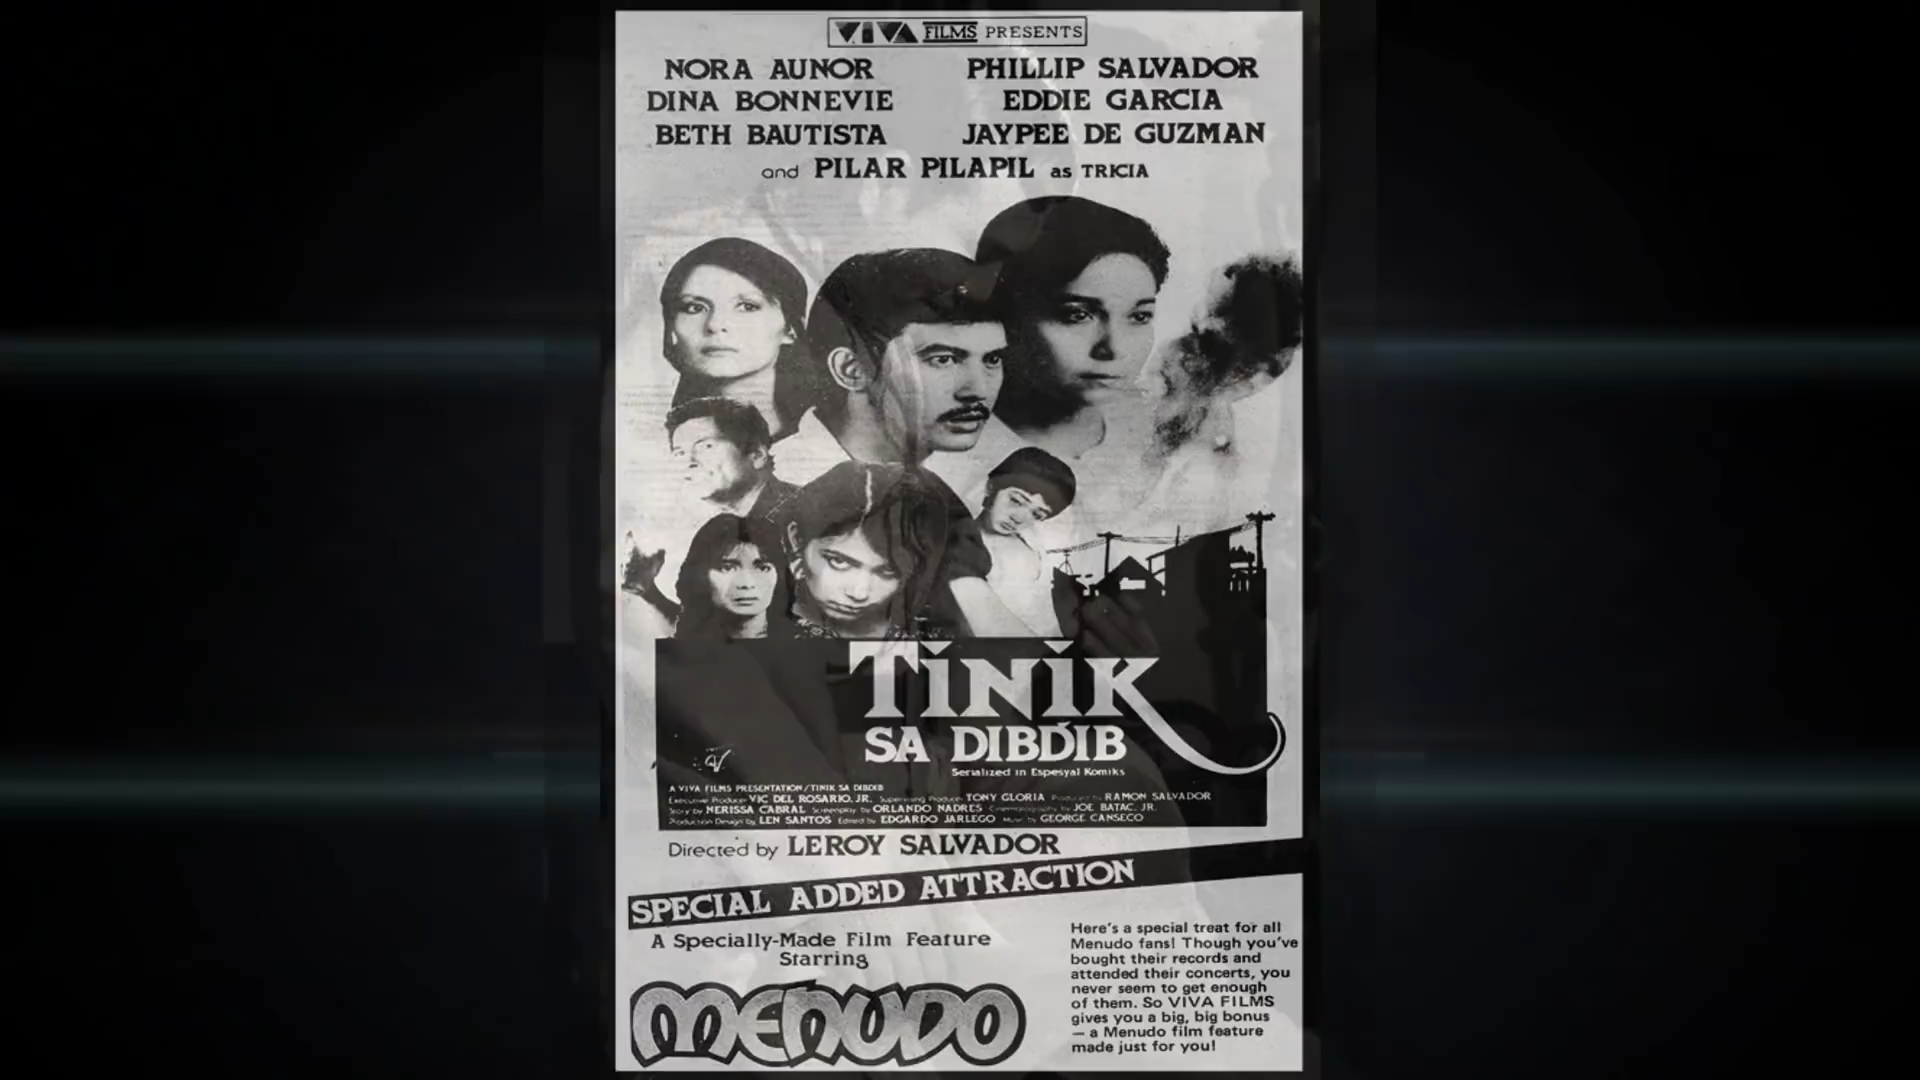 VIVA FILMS PRESENTS
NORA AUNOR
PHILLIP SALVADOR
DINA BONNEVIE
EDDIE GARCIA
BETH BAUTISTA
JAYPEE DE GUZMAN
and PILAR PILAPIL as TRICIA
TiNiK
SA DIBDIB
Serialized in Espesyal Komiks
A VIVA FILMS PRESENTATION/TINIK SA DIBDIB
Executive Producer VIC DEL ROSARIO, JR. Supervising Producer TONY GLORIA Produced by RAMON SALVADOR
Story by NERISSA CABRAL Screenplay by ORLANDO NADRES Cinematography by JOE BATAC, JR.
Production Design by LEN SANTOS Edited by EDGARDO JARLEGO Music by GEORGE CANSECO
Directed by LEROY SALVADOR
SPECIAL ADDED ATTRACTION
A Specially-Made Film Feature
Starring
MENUDO
Here's a special treat for all
Menudo fans! Though you've
bought their records and
attended their concerts, you
never seem to get enough
of them. So VIVA FILMS
gives you a big, big bonus
— a Menudo film feature
made just for you!